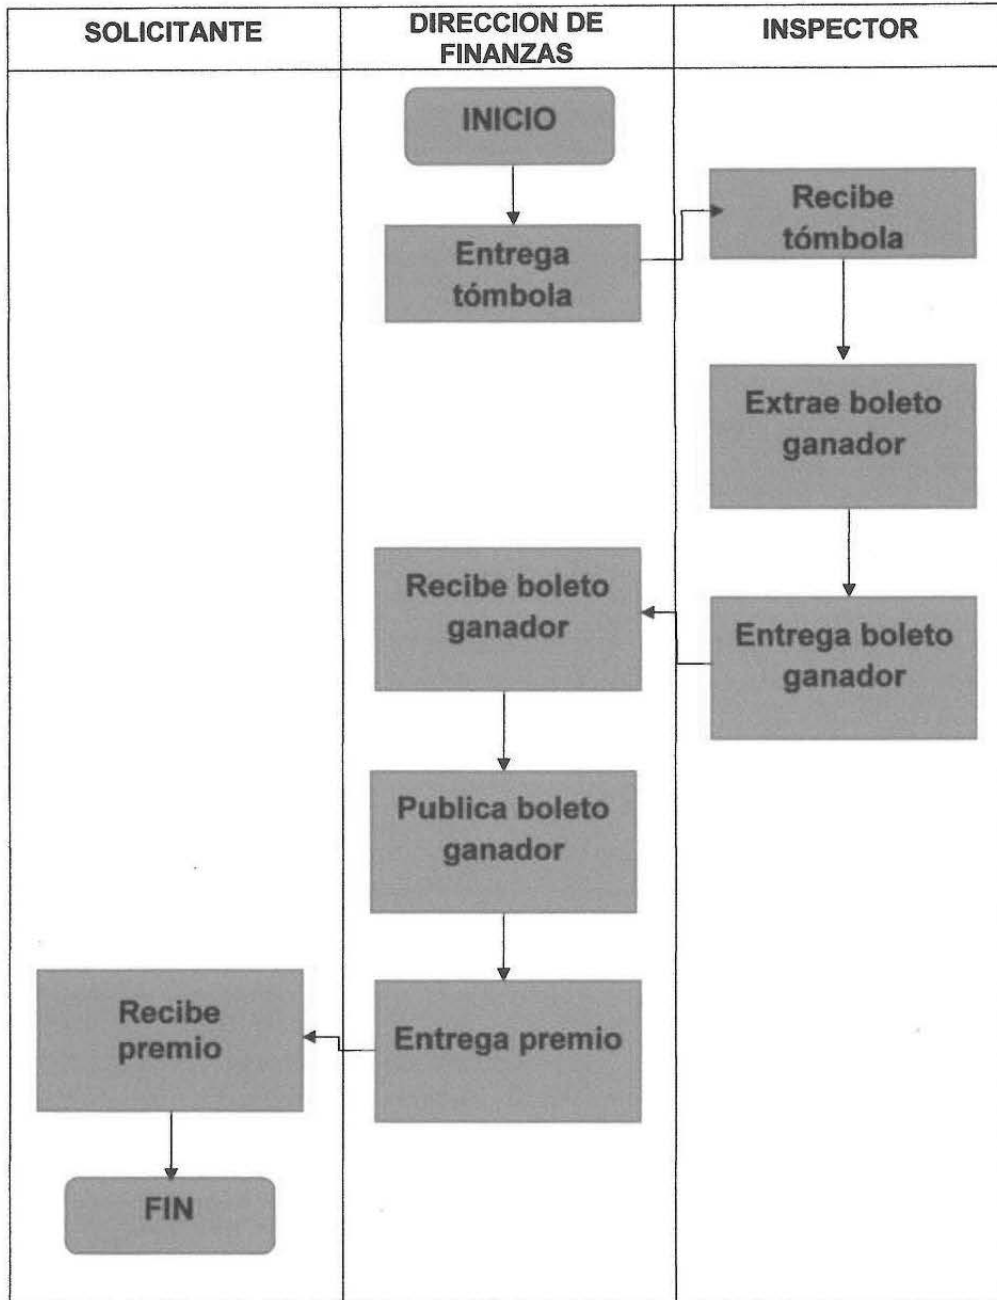 SOLICITANTE
DIRECCION DE
FINANZAS
INSPECTOR
INICIO
Entrega
tómbola
Recibe
tómbola
Extrae boleto
ganador
Entrega boleto
ganador
Recibe boleto
ganador
Publica boleto
ganador
Entrega premio
Recibe
premio
FIN